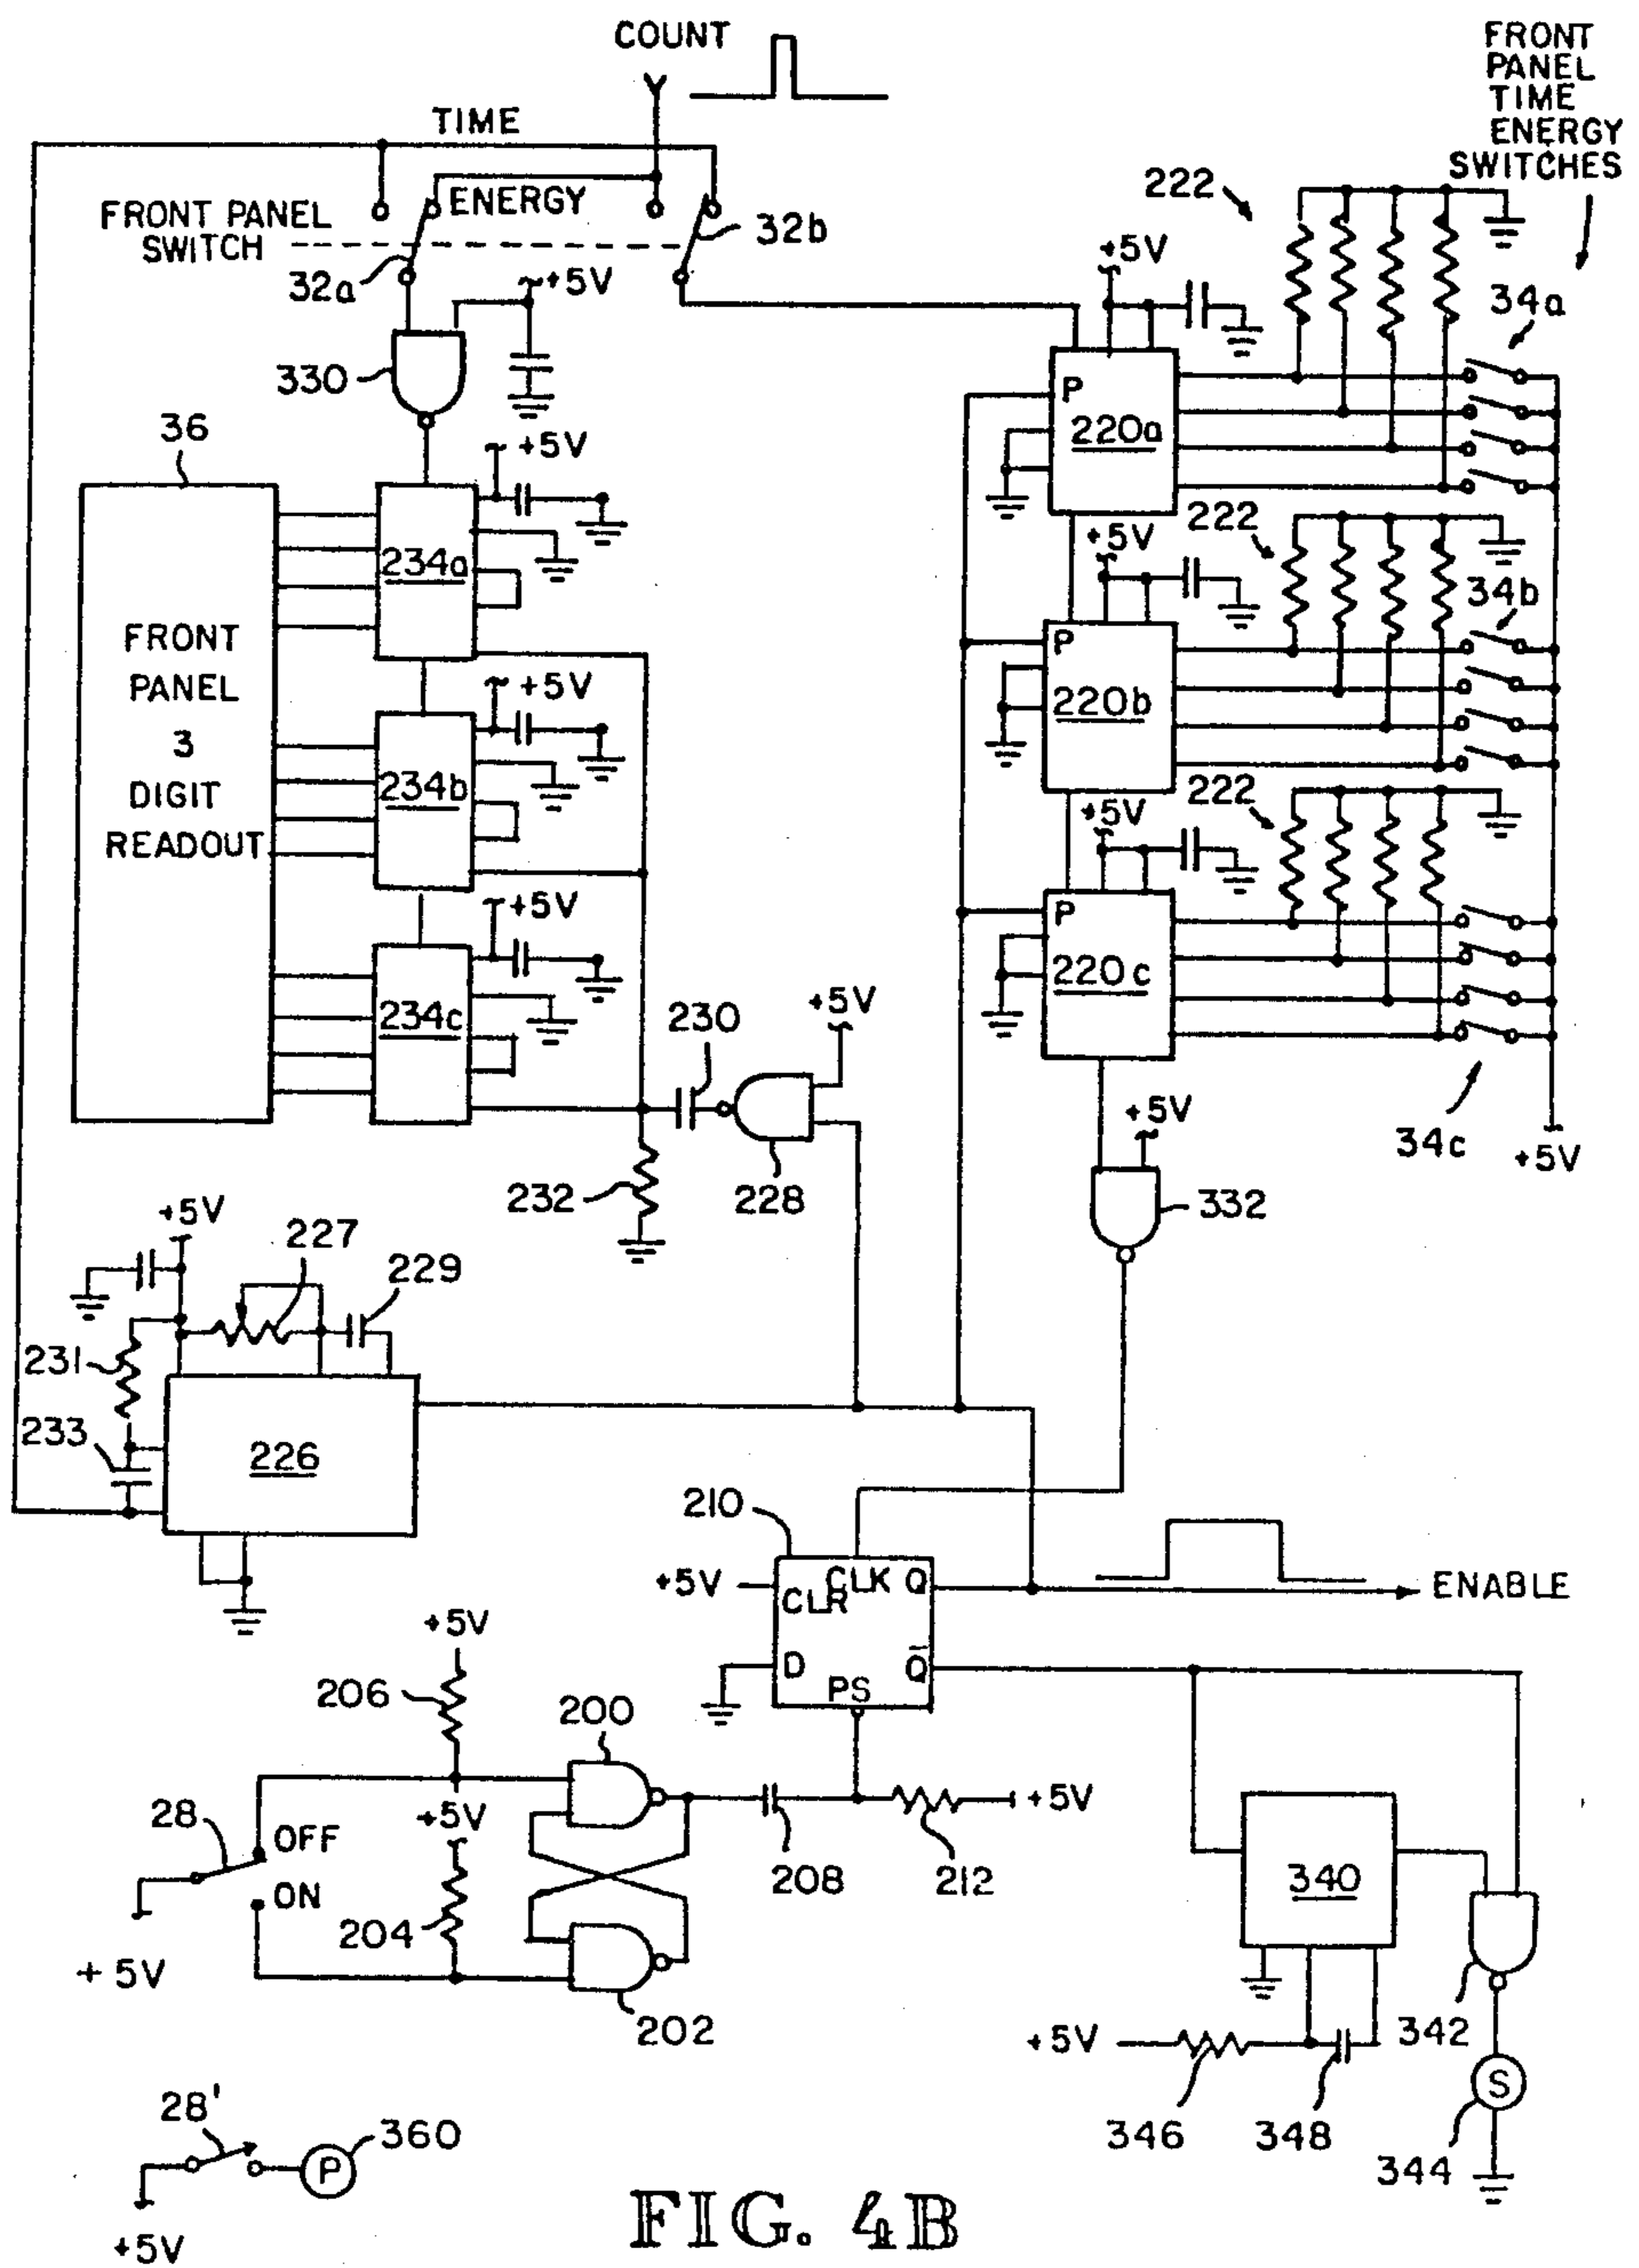 COUNT
FRONT
PANEL
TIME
ENERGY
SWITCHES
TIME
ENERGY
FRONT PANEL
SWITCH
32a
32b
+5V
330
222
+5V
34a
36
+5V
P
220a
234a
222
+5V
34b
FRONT
PANEL
3
DIGIT
READOUT
+5V
P
220b
234b
222
+5V
+5V
P
220c
234c
230
+5V
34c
+5V
+5V
232
228
332
+5V
227
229
231
233
226
210
+5V
CLR
CLK
Q
ENABLE
D
Q
PS
+5V
206
200
28
OFF
ON
+5V
204
+5V
208
212
+5V
202
340
342
+5V
346
348
S
344
28'
P
360
+5V
FIG. 4B